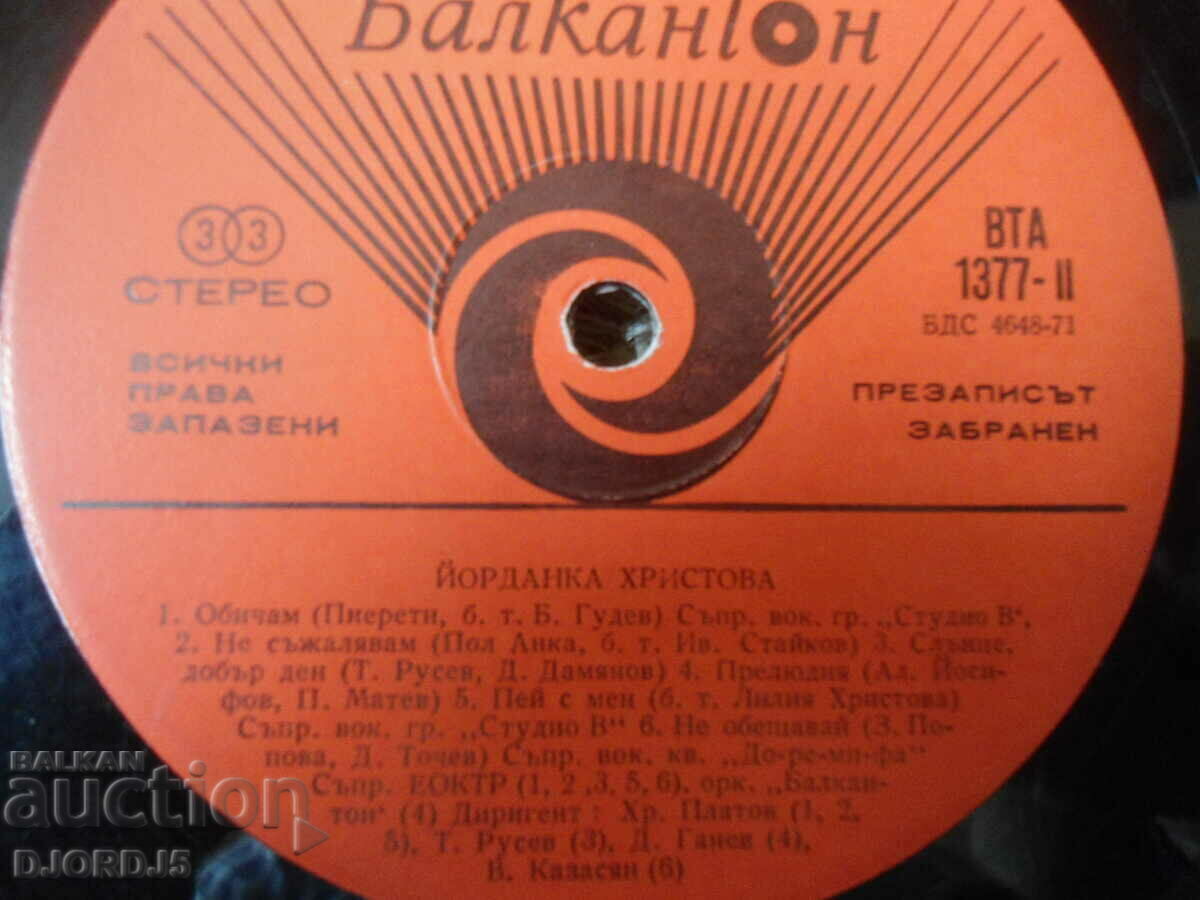 Балкантон
33
СТЕРЕО
ВСИЧКИ
ПРАВА
ЗАПАЗЕНИ
ВТА
1377-II
БДС 4648-71
ПРЕЗАПИСЪТ
ЗАБРАНЕН
ЙОРДАНКА ХРИСТОВА
1. Обичам (Пиерети, б. т. Б. Гудев) Съпр. вок. гр. „Студио В“,
2. Не съжалявам (Пол Анка, б. т. Ив. Стайков) 3. Слънце,
добър ден (Т. Русев, Д. Дамянов) 4. Прелюдия (Ал. Йоси-
фов, П. Матев) 5. Пей с мен (б. т. Лилия Христова)
Съпр. вок. гр. „Студио В“ 6. Не обещавай (З. По-
пова, Д. Точев) Съпр. вок. кв. „До-ре-ми-фа“
Съпр. ЕОКТР (1, 2 ,3, 5, 6), орк. „Балкан-
тон“ (4) Диригент : Хр. Платов (1, 2,
5), Т. Русев (3), Д. Ганев (4),
В. Казасян (6)
BALKAN
auction
DJORDJ5